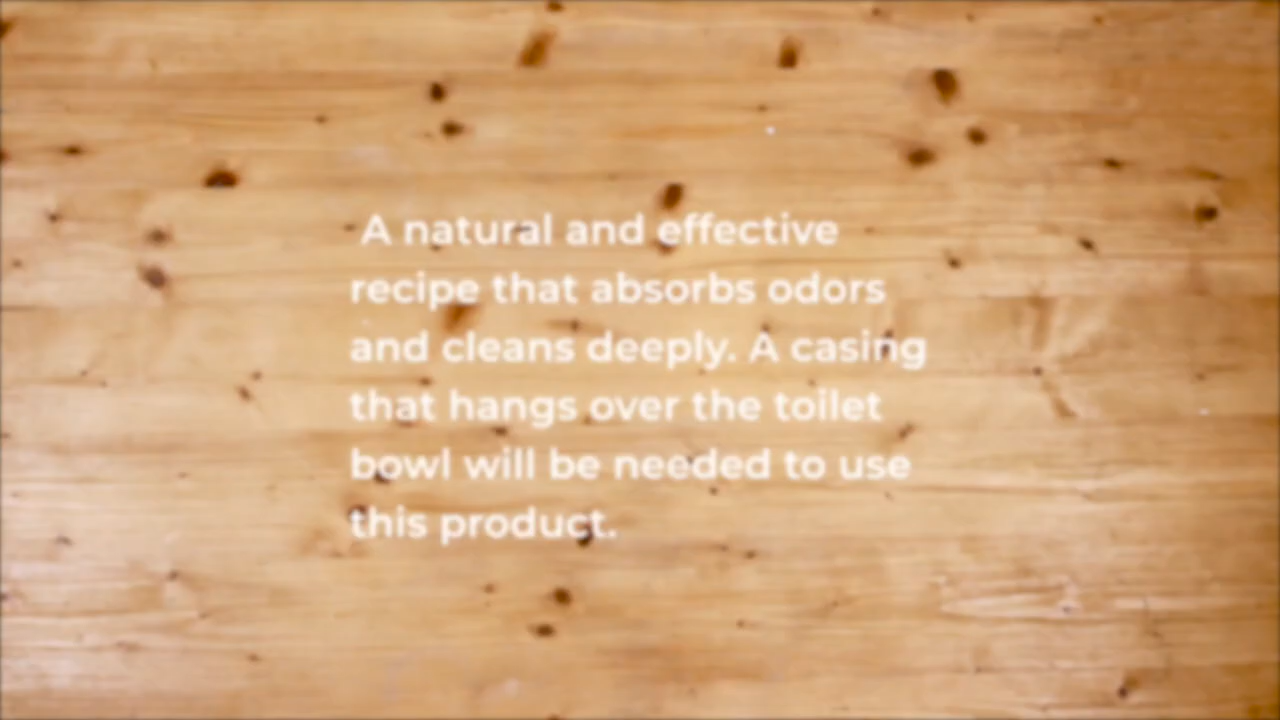 A natural and effective
recipe that absorbs odors
and cleans deeply. A casing
that hangs over the toilet
bowl will be needed to use
this product.